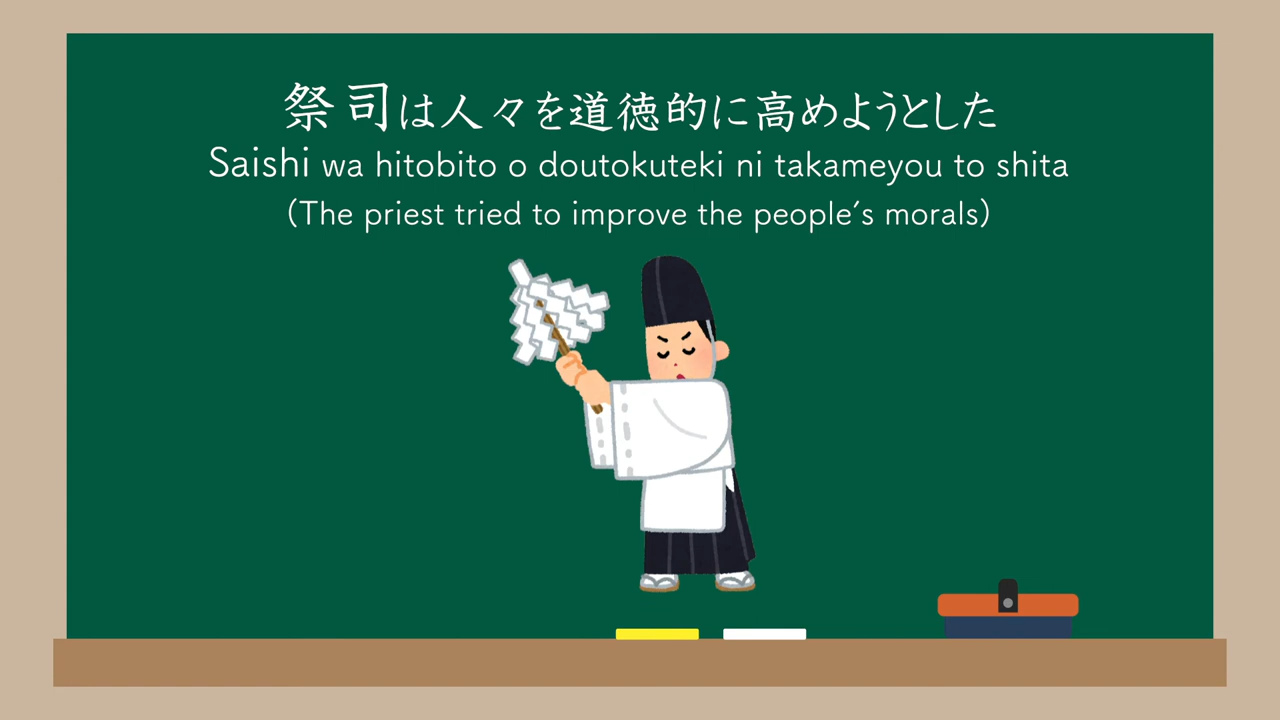 祭司は人々を道徳的に高めようとした
Saishi wa hitobito o doutokuteki ni takameyou to shita
(The priest tried to improve the people's morals)